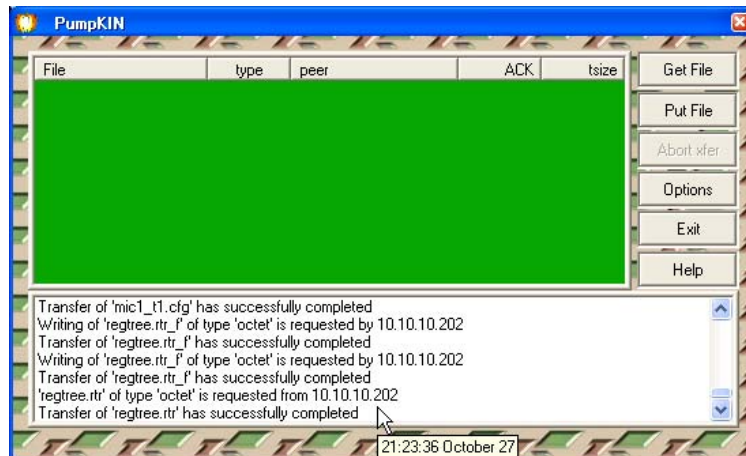 PumpKIN
File type peer ACK tsize
Get File
Put File
Abort xfer
Options
Exit
Help
Transfer of 'mic1_t1.cfg' has successfully completed
Writing of 'regtree.rtr_f' of type 'octet' is requested by 10.10.10.202
Transfer of 'regtree.rtr_f' has successfully completed
Writing of 'regtree.rtr_f' of type 'octet' is requested by 10.10.10.202
Transfer of 'regtree.rtr_f' has successfully completed
'regtree.rtr' of type 'octet' is requested from 10.10.10.202
Transfer of 'regtree.rtr' has successfully completed
21:23:36 October 27